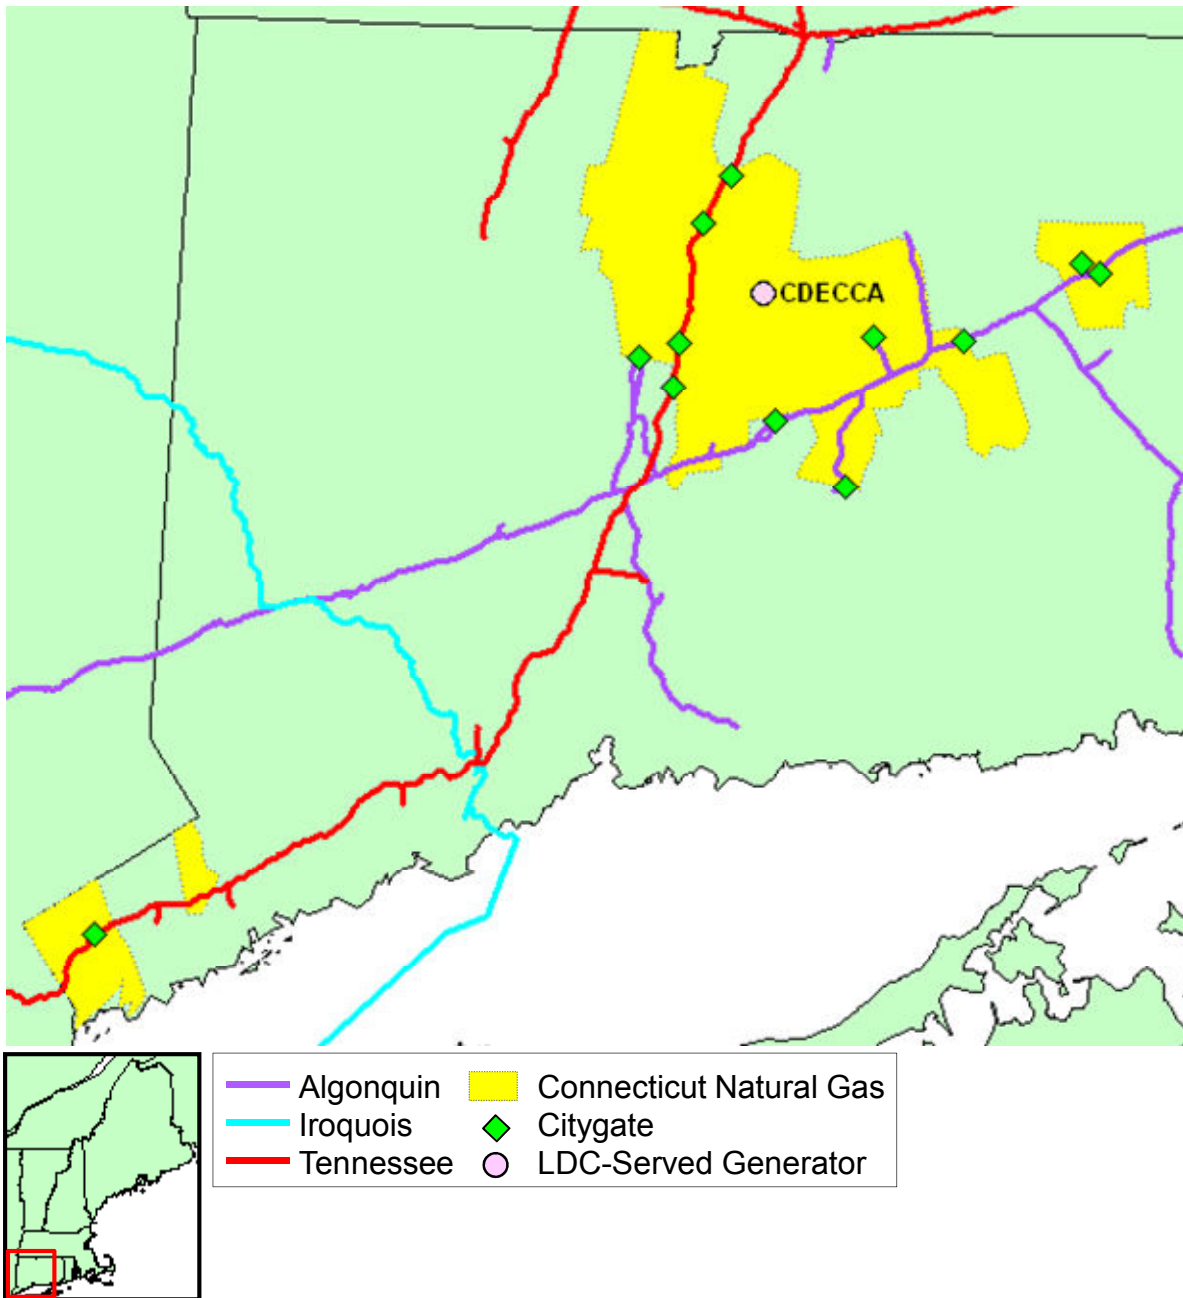 CDECCA
Algonquin
Connecticut Natural Gas
Iroquois
Citygate
Tennessee
LDC-Served Generator